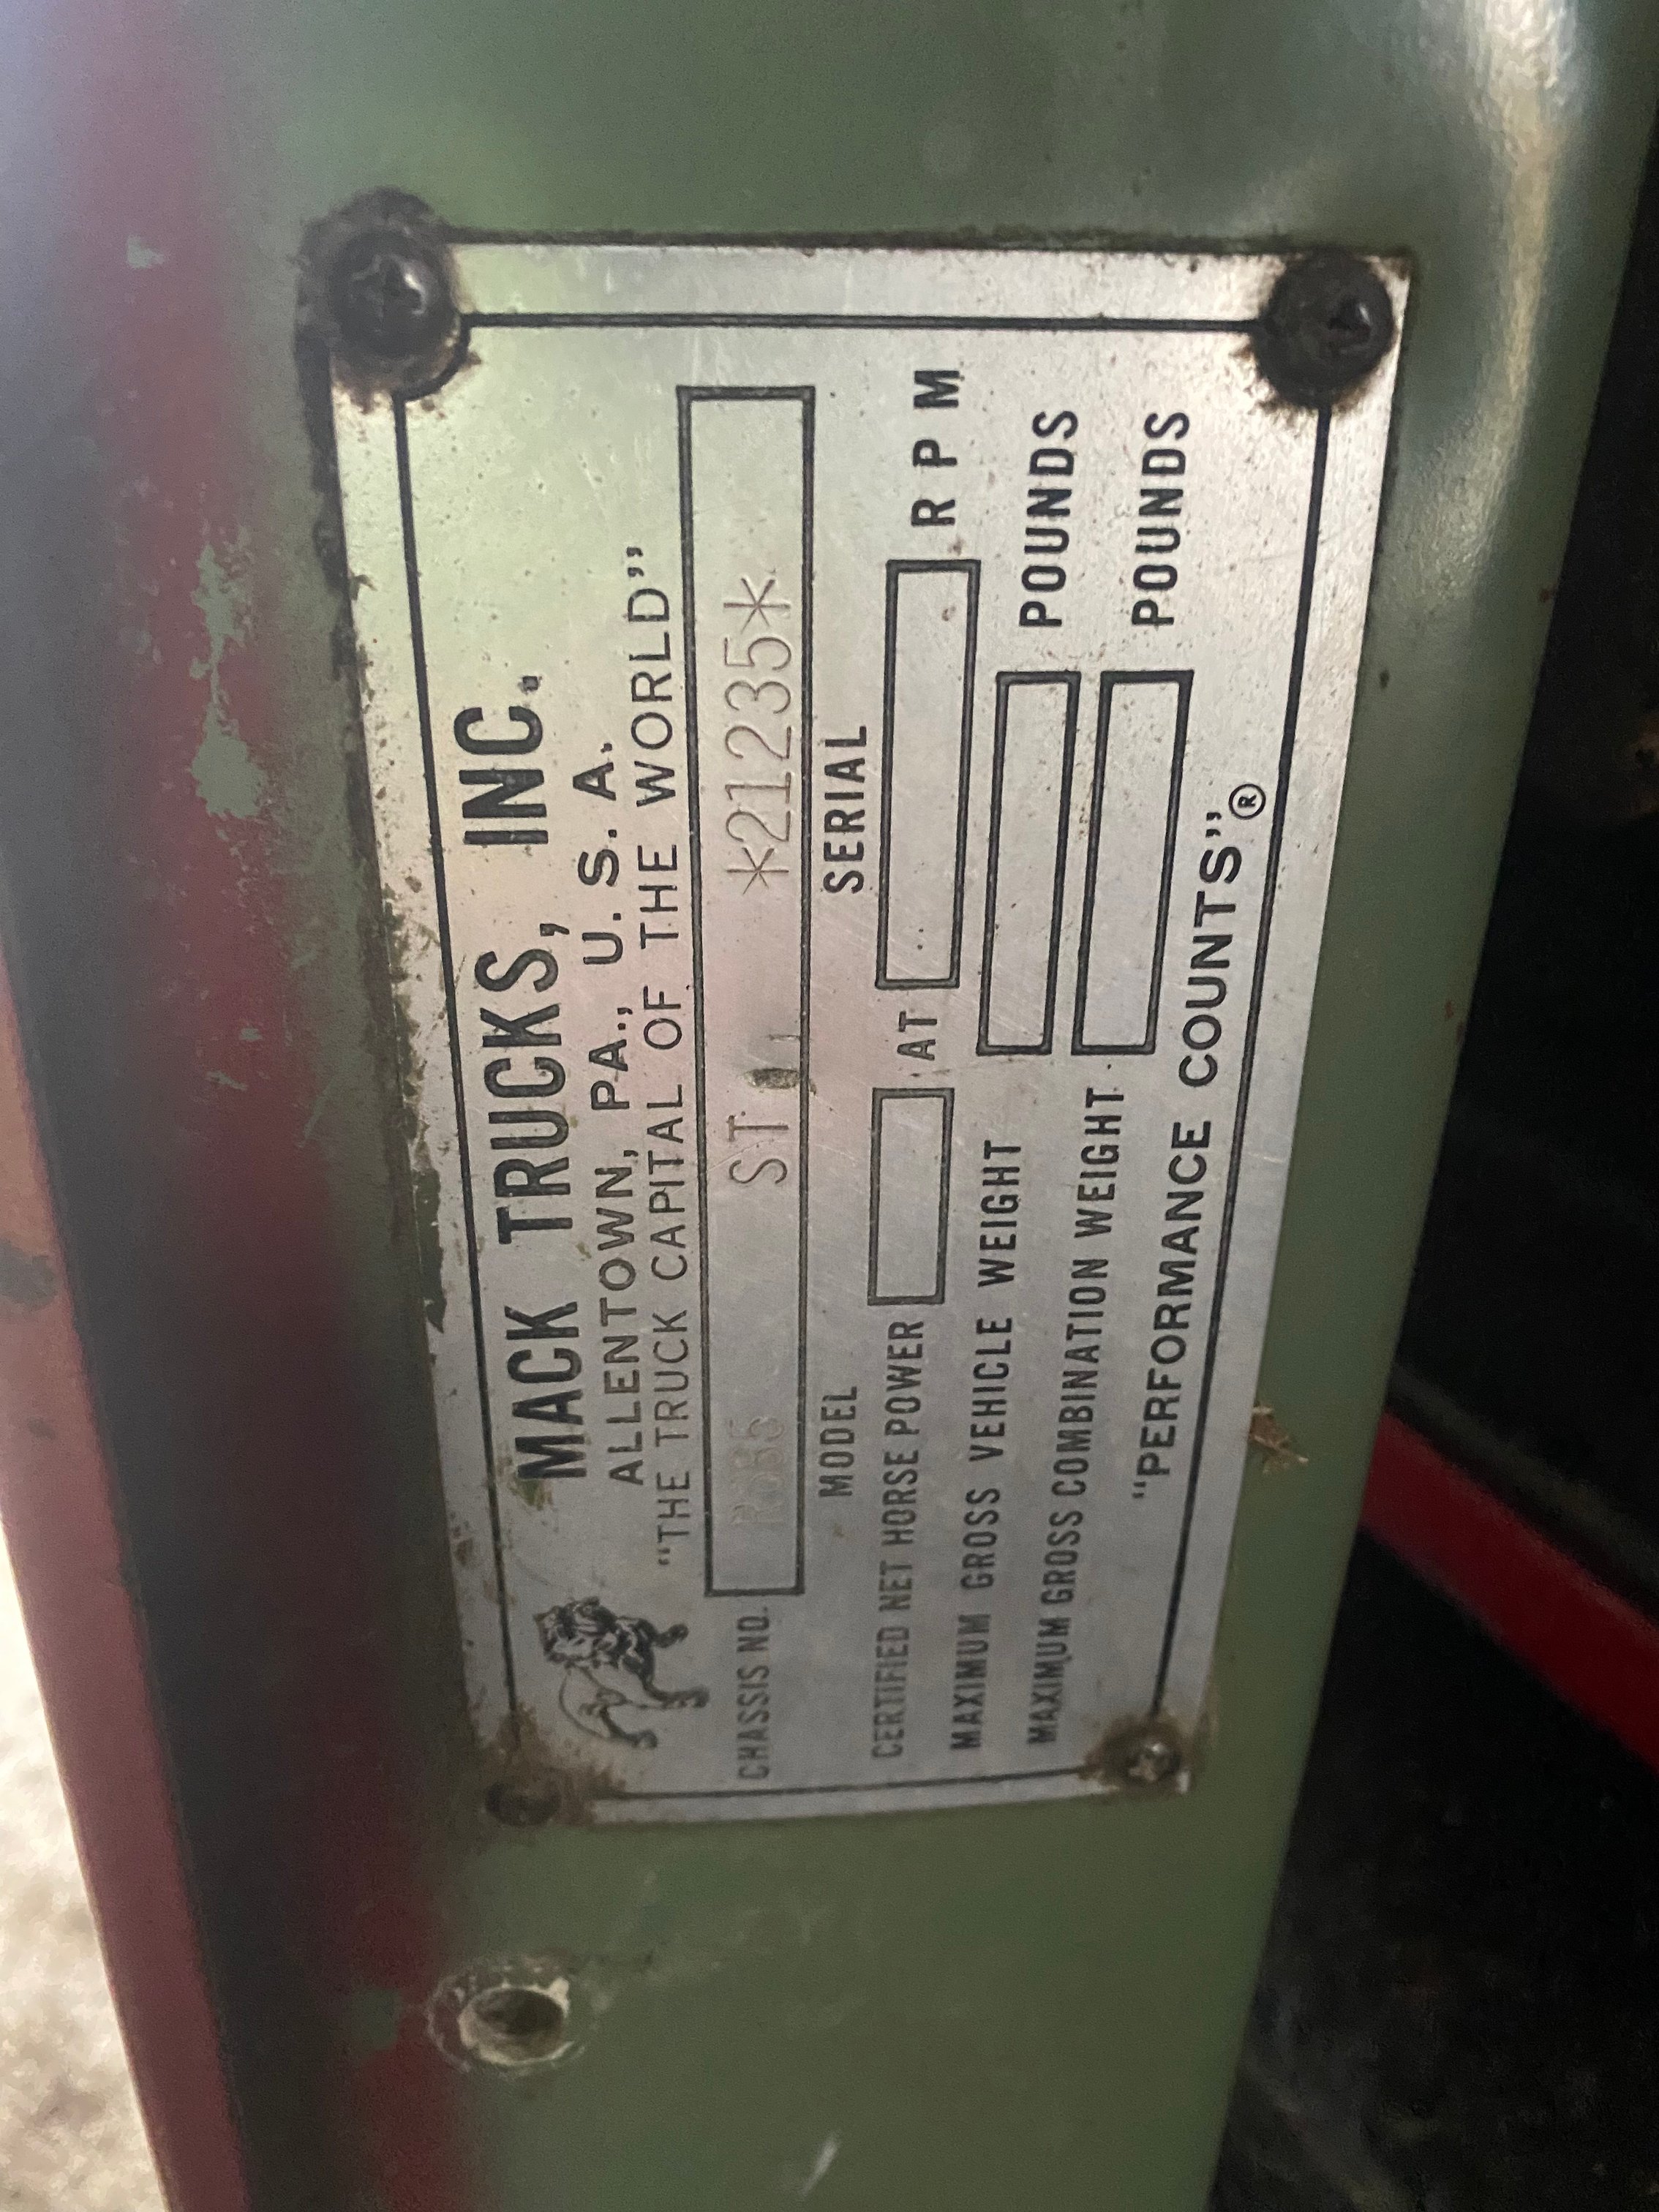 MACK TRUCKS, INC.
ALLENTOWN, PA., U. S. A.
"THE TRUCK CAPITAL OF THE WORLD"
CHASSIS NO. ST *21235*
MODEL SERIAL
CERTIFIED NET HORSE POWER AT R P M
MAXIMUM GROSS VEHICLE WEIGHT POUNDS
MAXIMUM GROSS COMBINATION WEIGHT POUNDS
"PERFORMANCE COUNTS"®